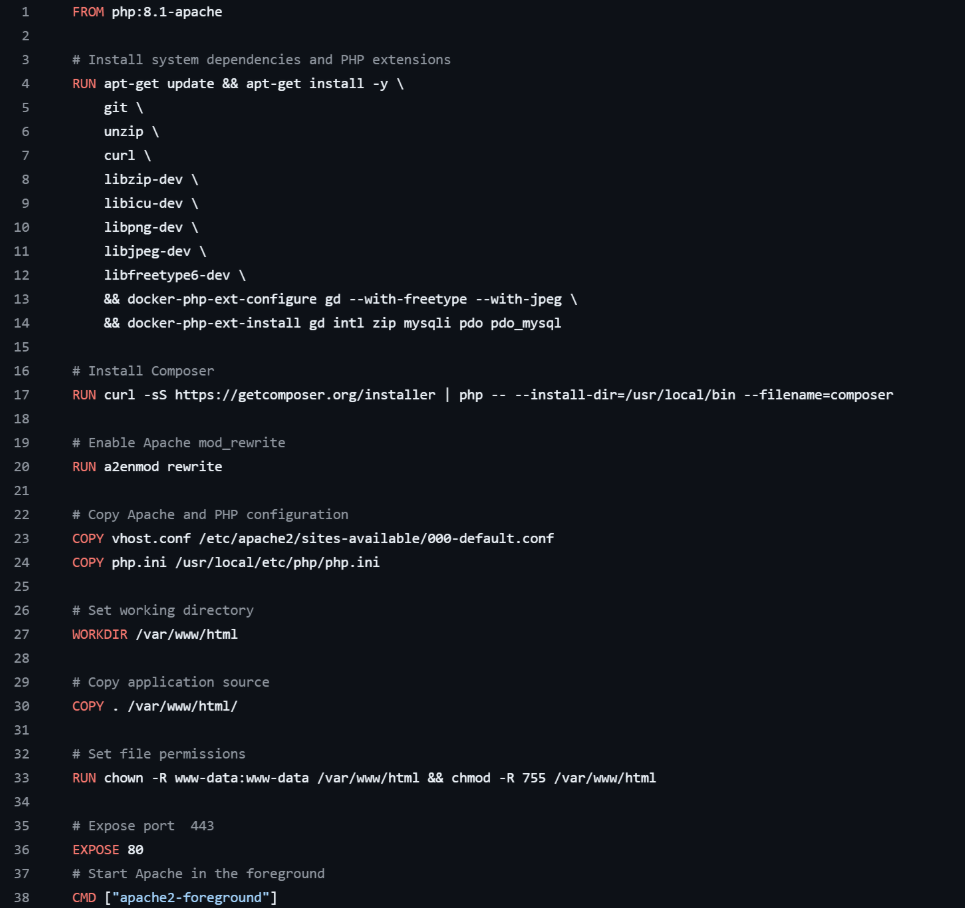 1 FROM php:8.1-apache
2
3 # Install system dependencies and PHP extensions
4 RUN apt-get update && apt-get install -y \
5     git \
6     unzip \
7     curl \
8     libzip-dev \
9     libicu-dev \
10     libpng-dev \
11     libjpeg-dev \
12     libfreetype6-dev \
13     && docker-php-ext-configure gd --with-freetype --with-jpeg \
14     && docker-php-ext-install gd intl zip mysqli pdo pdo_mysql
15
16 # Install Composer
17 RUN curl -sS https://getcomposer.org/installer | php -- --install-dir=/usr/local/bin --filename=composer
18
19 # Enable Apache mod_rewrite
20 RUN a2enmod rewrite
21
22 # Copy Apache and PHP configuration
23 COPY vhost.conf /etc/apache2/sites-available/000-default.conf
24 COPY php.ini /usr/local/etc/php/php.ini
25
26 # Set working directory
27 WORKDIR /var/www/html
28
29 # Copy application source
30 COPY . /var/www/html/
31
32 # Set file permissions
33 RUN chown -R www-data:www-data /var/www/html && chmod -R 755 /var/www/html
34
35 # Expose port  443
36 EXPOSE 80
37 # Start Apache in the foreground
38 CMD ["apache2-foreground"]